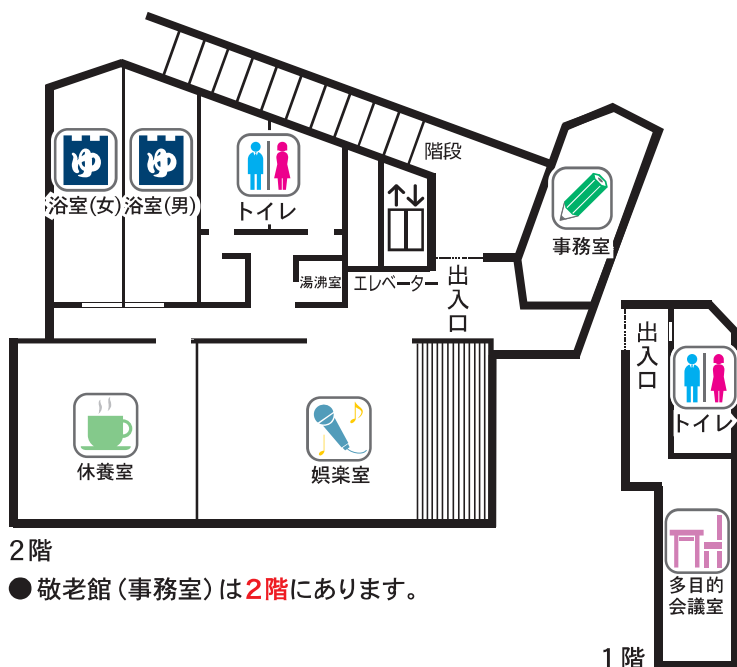 階段
浴室(女)
浴室(男)
トイレ
事務室
湯沸室
エレベーター
出入口
出入口
トイレ
休養室
娯楽室
多目的
会議室
2階
●敬老館(事務室)は2階にあります。
1階